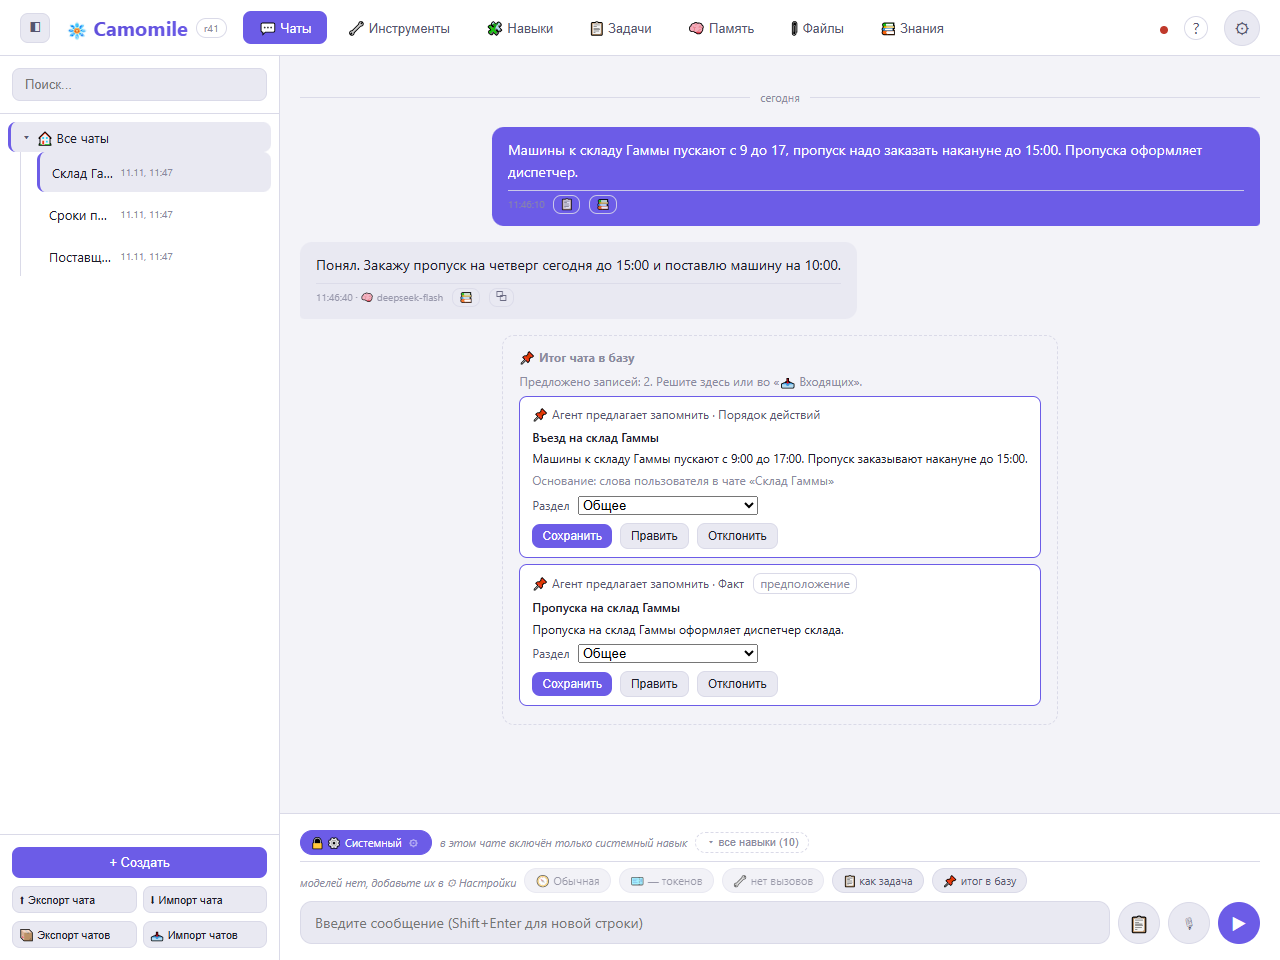 Camomile
r41
Чаты
Инструменты
Навыки
Задачи
Память
Файлы
Знания
?
Поиск...
Все чаты
Склад Га... 11.11, 11:47
Сроки п... 11.11, 11:47
Поставщ... 11.11, 11:47
+ Создать
Экспорт чата
Импорт чата
Экспорт чатов
Импорт чатов
сегодня
Машины к складу Гаммы пускают с 9 до 17, пропуск надо заказать накануне до 15:00. Пропуска оформляет
диспетчер.
11:46:10
Понял. Закажу пропуск на четверг сегодня до 15:00 и поставлю машину на 10:00.
11:46:40 · deepseek-flash
Итог чата в базу
Предложено записей: 2. Решите здесь или во «Входящих».
Агент предлагает запомнить · Порядок действий
Въезд на склад Гаммы
Машины к складу Гаммы пускают с 9:00 до 17:00. Пропуск заказывают накануне до 15:00.
Основание: слова пользователя в чате «Склад Гаммы»
Раздел Общее
Сохранить Править Отклонить
Агент предлагает запомнить · Факт предположение
Пропуска на склад Гаммы
Пропуска на склад Гаммы оформляет диспетчер склада.
Раздел Общее
Сохранить Править Отклонить
Системный в этом чате включён только системный навык все навыки (10)
моделей нет, добавьте их в Настройки Обычная — токенов нет вызовов как задача итог в базу
Введите сообщение (Shift+Enter для новой строки)